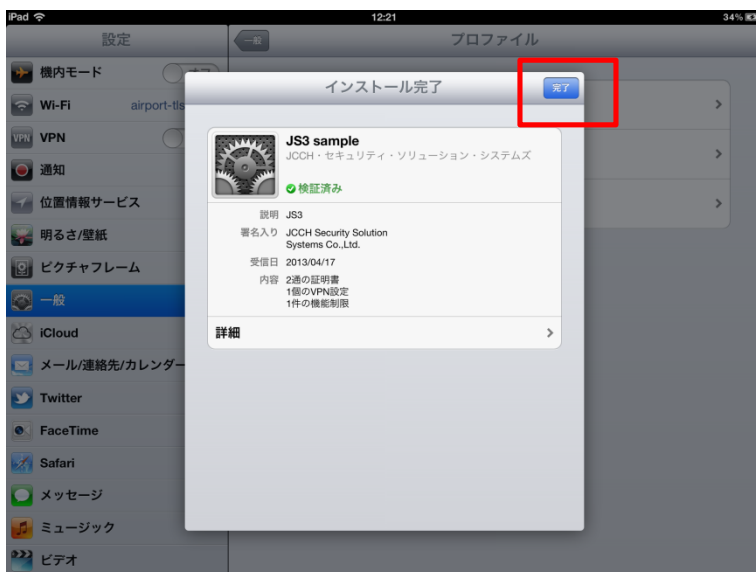 iPad
12:21
34%
設定
一般
プロファイル
機内モード
Wi-Fi airport-tls
VPN
通知
位置情報サービス
明るさ/壁紙
ピクチャフレーム
一般
iCloud
メール/連絡先/カレンダー
Twitter
FaceTime
Safari
メッセージ
ミュージック
ビデオ
インストール完了
完了
JS3 sample
JCCH・セキュリティ・ソリューション・システムズ
検証済み
説明 JS3
署名入り JCCH Security Solution
Systems Co.,Ltd.
受信日 2013/04/17
内容 2通の証明書
1個のVPN設定
1件の機能制限
詳細